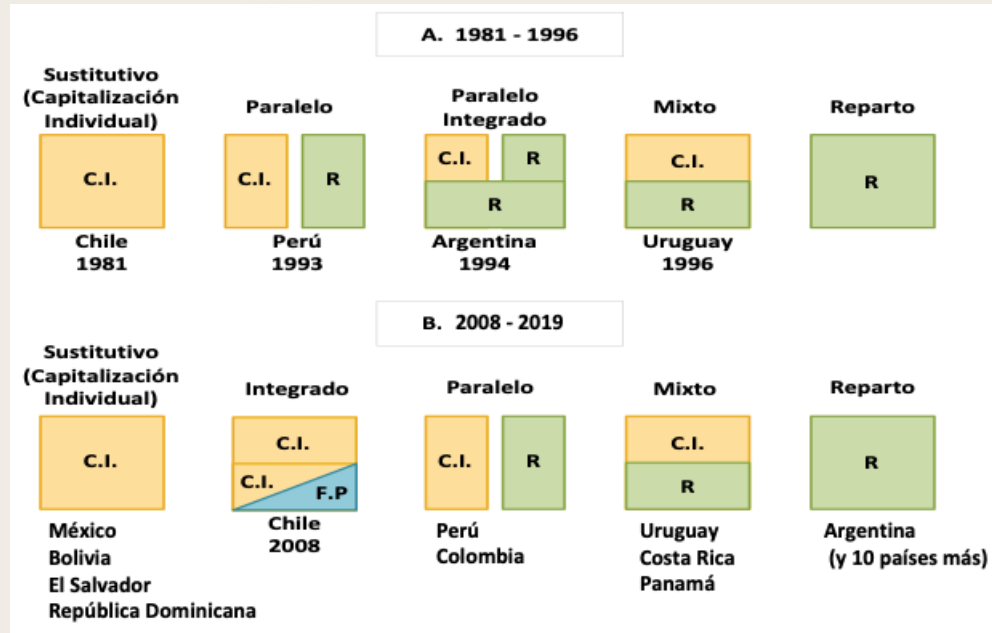 A. 1981 - 1996
Sustitutivo
(Capitalización
Individual)
C.I.
Chile
1981
Paralelo
C.I.
R
Perú
1993
Paralelo
Integrado
C.I.
R
R
Argentina
1994
Mixto
C.I.
R
Uruguay
1996
Reparto
R
B. 2008 - 2019
Sustitutivo
(Capitalización
Individual)
C.I.
México
Bolivia
El Salvador
República Dominicana
Integrado
C.I.
C.I.
F.P
Chile
2008
Paralelo
C.I.
R
Perú
Colombia
Mixto
C.I.
R
Uruguay
Costa Rica
Panamá
Reparto
R
Argentina
(y 10 países más)